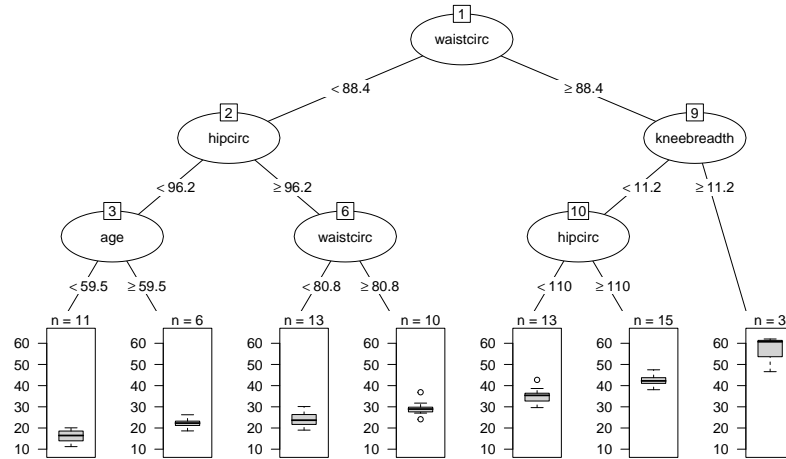 1
waistcirc
< 88.4 ≥ 88.4
2 9
hipcirc kneebreadth
< 96.2 ≥ 96.2 < 11.2 ≥ 11.2
3 6 10
age waistcirc hipcirc
< 59.5 ≥ 59.5 < 80.8 ≥ 80.8 < 110 ≥ 110
n = 11 n = 6 n = 13 n = 10 n = 13 n = 15 n = 3
60 60 60 60 60 60 60
50 50 50 50 50 50 50
40 40 40 40 40 40 40
30 30 30 30 30 30 30
20 20 20 20 20 20 20
10 10 10 10 10 10 10